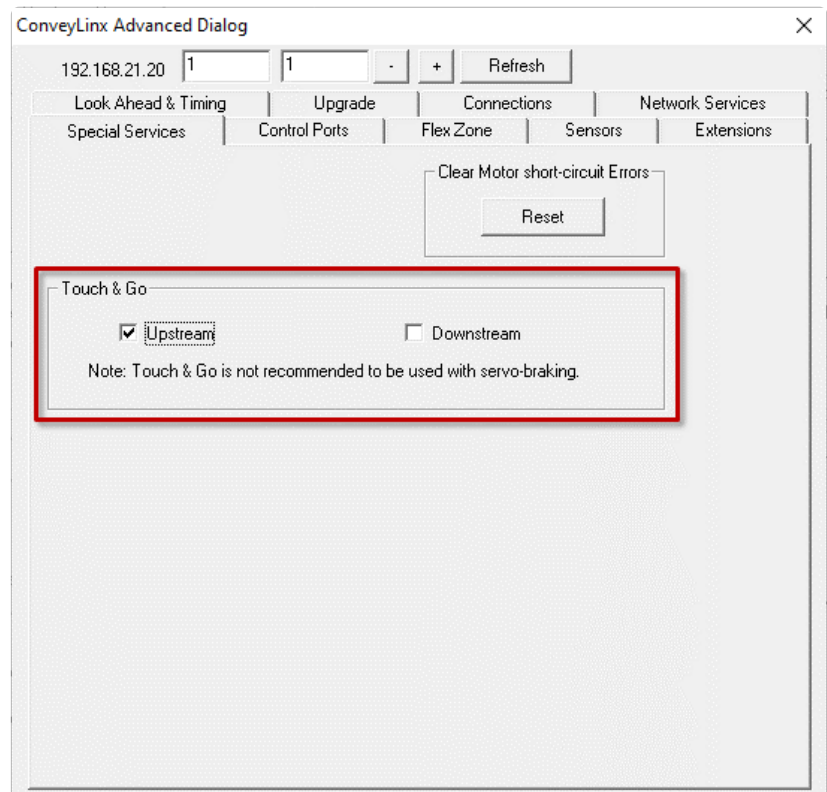 ConveyLinx Advanced Dialog
192.168.21.20 1 1 - + Refresh
Look Ahead & Timing Upgrade Connections Network Services
Special Services Control Ports Flex Zone Sensors Extensions
Clear Motor short-circuit Errors
Reset
Touch & Go
Upstream Downstream
Note: Touch & Go is not recommended to be used with servo-braking.